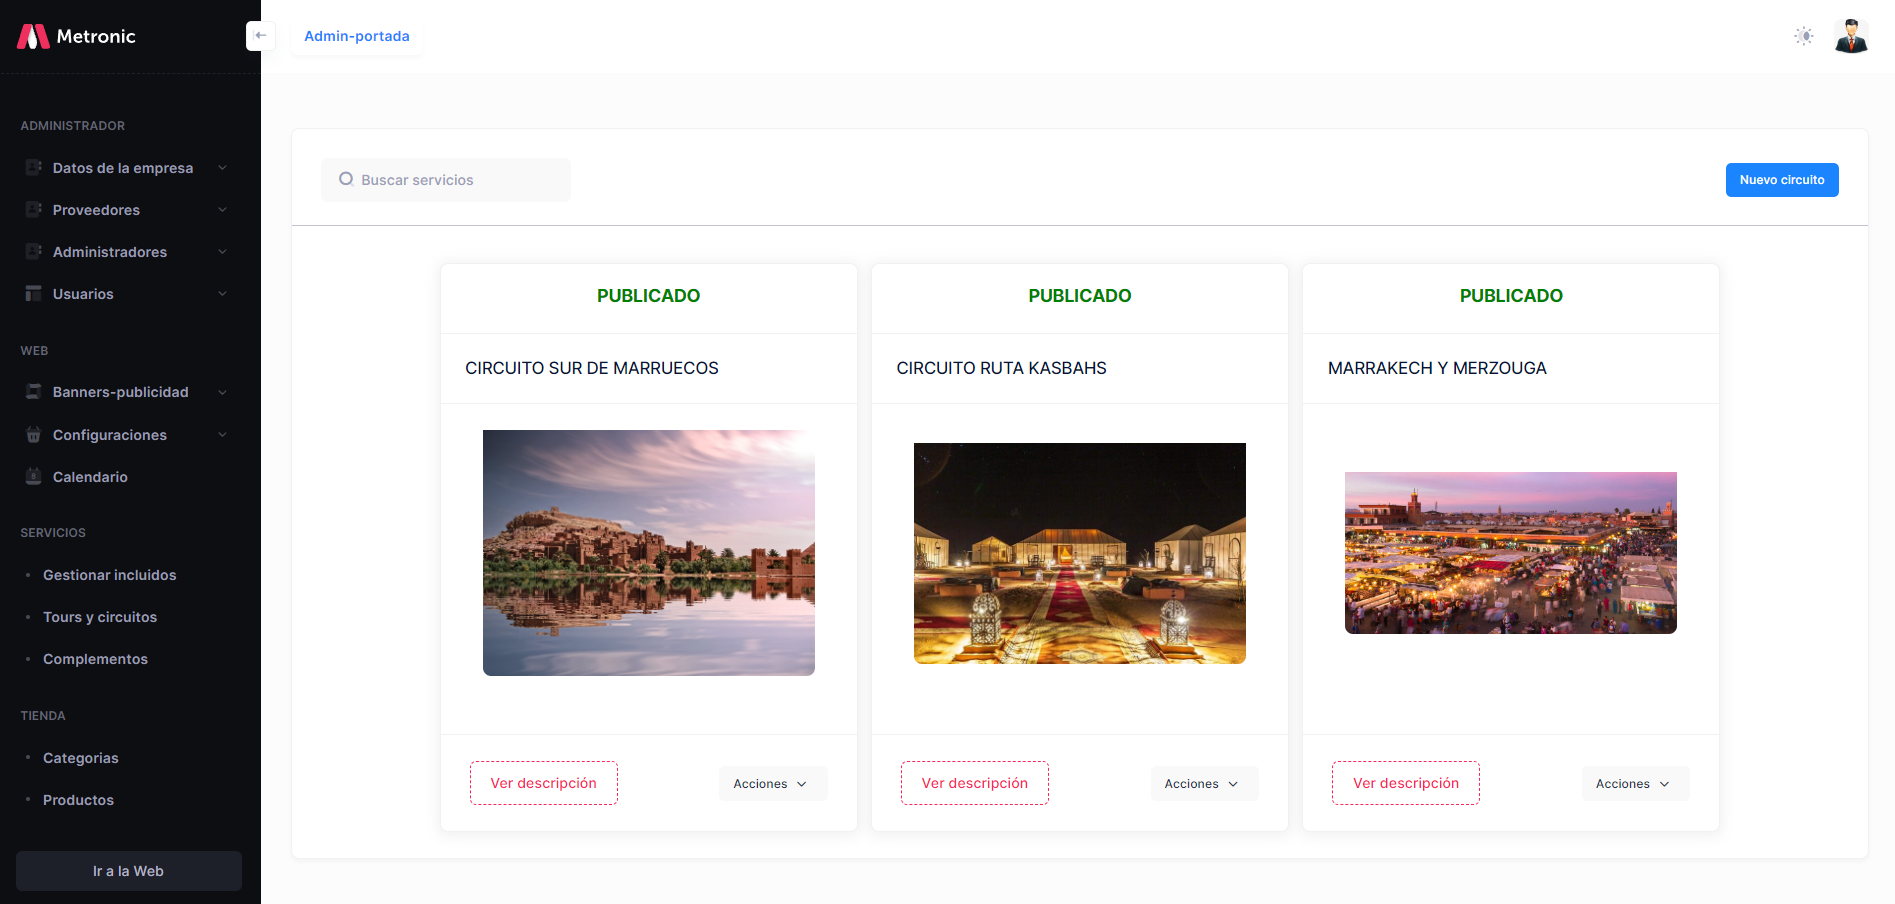 Metronic
Admin-portada
ADMINISTRADOR
Datos de la empresa
Proveedores
Administradores
Usuarios
WEB
Banners-publicidad
Configuraciones
Calendario
SERVICIOS
Gestionar incluidos
Tours y circuitos
Complementos
TIENDA
Categorias
Productos
Ir a la Web
Buscar servicios
Nuevo circuito
PUBLICADO
CIRCUITO SUR DE MARRUECOS
Ver descripción
Acciones
PUBLICADO
CIRCUITO RUTA KASBAHS
Ver descripción
Acciones
PUBLICADO
MARRAKECH Y MERZOUGA
Ver descripción
Acciones